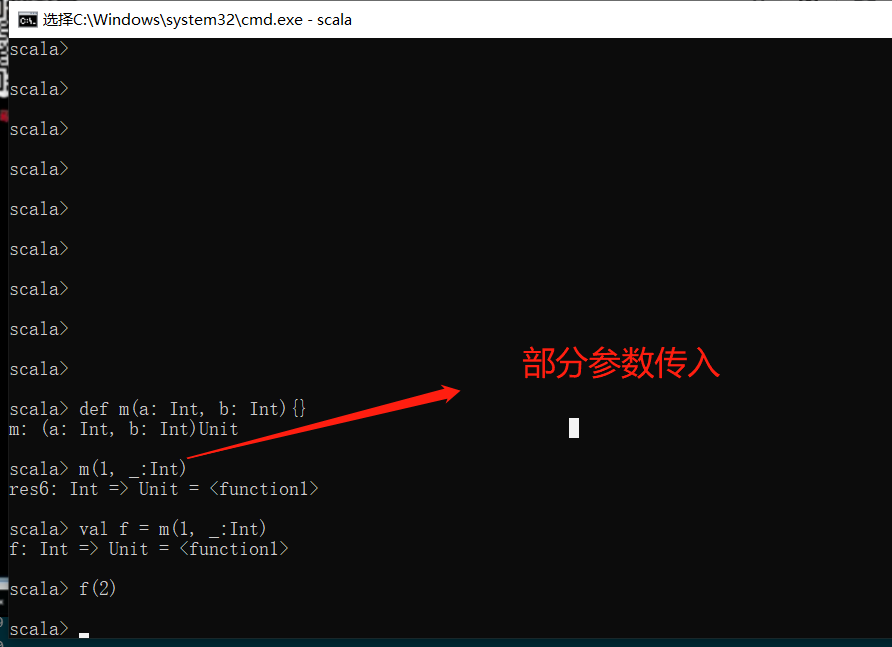 选择C:\Windows\system32\cmd.exe - scala
scala>
scala>
scala>
scala>
scala>
scala>
scala>
scala>
scala>
部分参数传入
scala> def m(a: Int, b: Int){}
m: (a: Int, b: Int)Unit
scala> m(1, _:Int)
res6: Int => Unit = <function1>
scala> val f = m(1, _:Int)
f: Int => Unit = <function1>
scala> f(2)
scala>